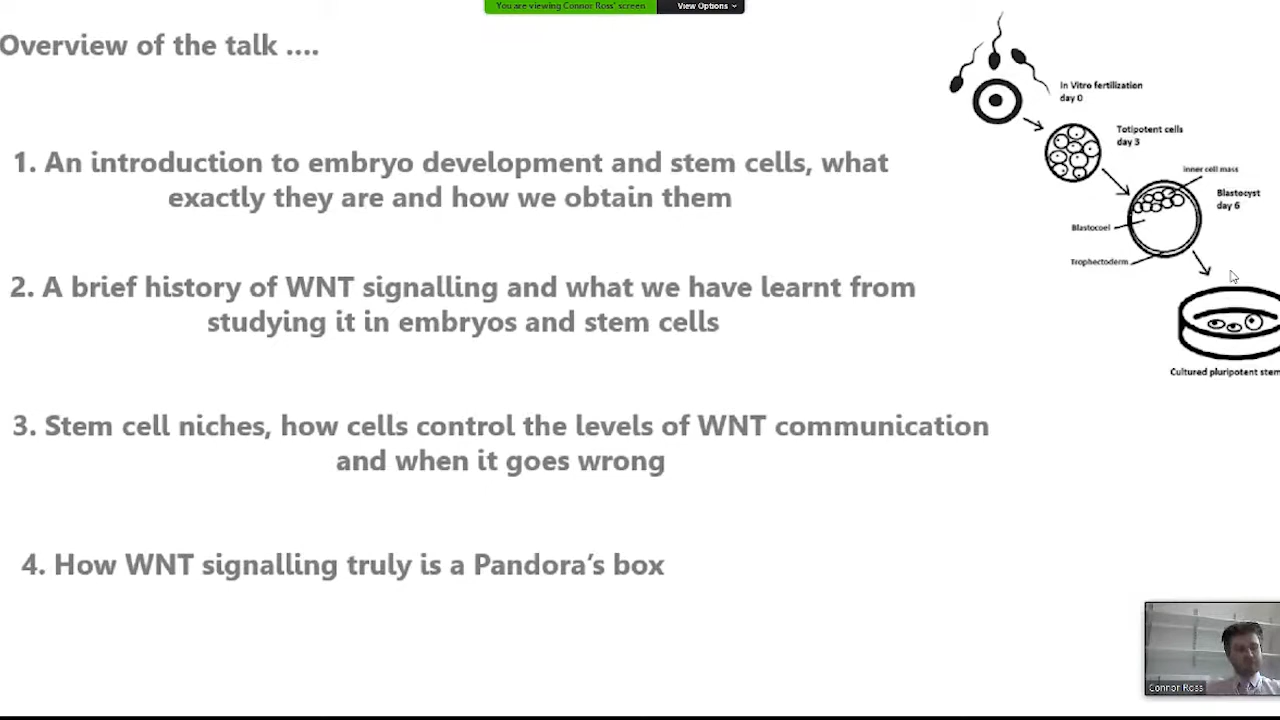 You are viewing Connor Ross' screen
View Options
Overview of the talk ....
1. An introduction to embryo development and stem cells, what
exactly they are and how we obtain them
2. A brief history of WNT signalling and what we have learnt from
studying it in embryos and stem cells
3. Stem cell niches, how cells control the levels of WNT communication
and when it goes wrong
4. How WNT signalling truly is a Pandora's box
In Vitro fertilization
day 0
Totipotent cells
day 3
Inner cell mass
Blastocyst
day 6
Blastocoel
Trophectoderm
Cultured pluripotent stem
Connor Ross